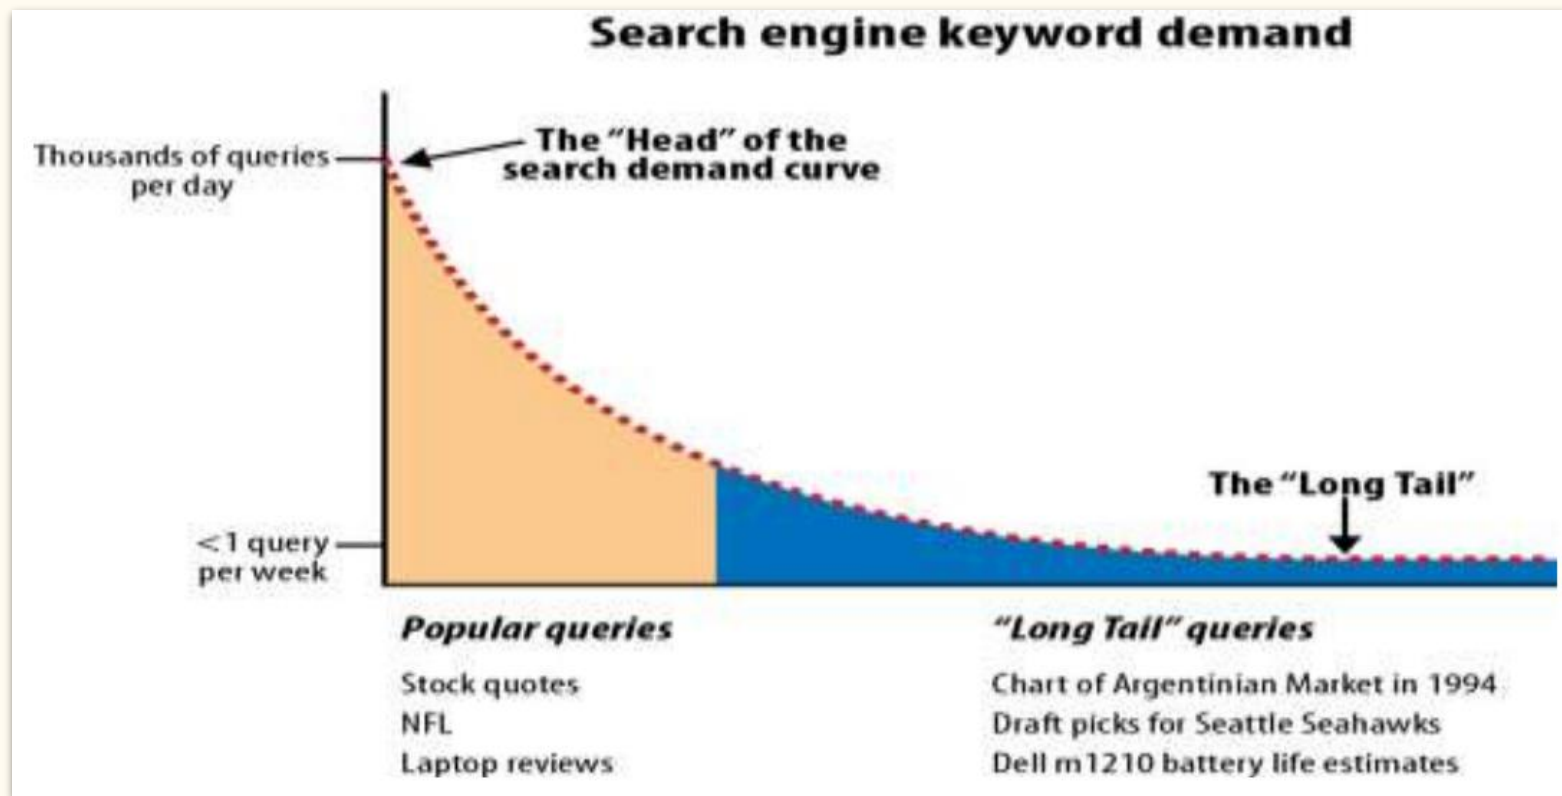 Search engine keyword demand
The “Head” of the
search demand curve
Thousands of queries
per day
The “Long Tail”
<1 query
per week
Popular queries
Stock quotes
NFL
Laptop reviews
“Long Tail” queries
Chart of Argentinian Market in 1994
Draft picks for Seattle Seahawks
Dell m1210 battery life estimates